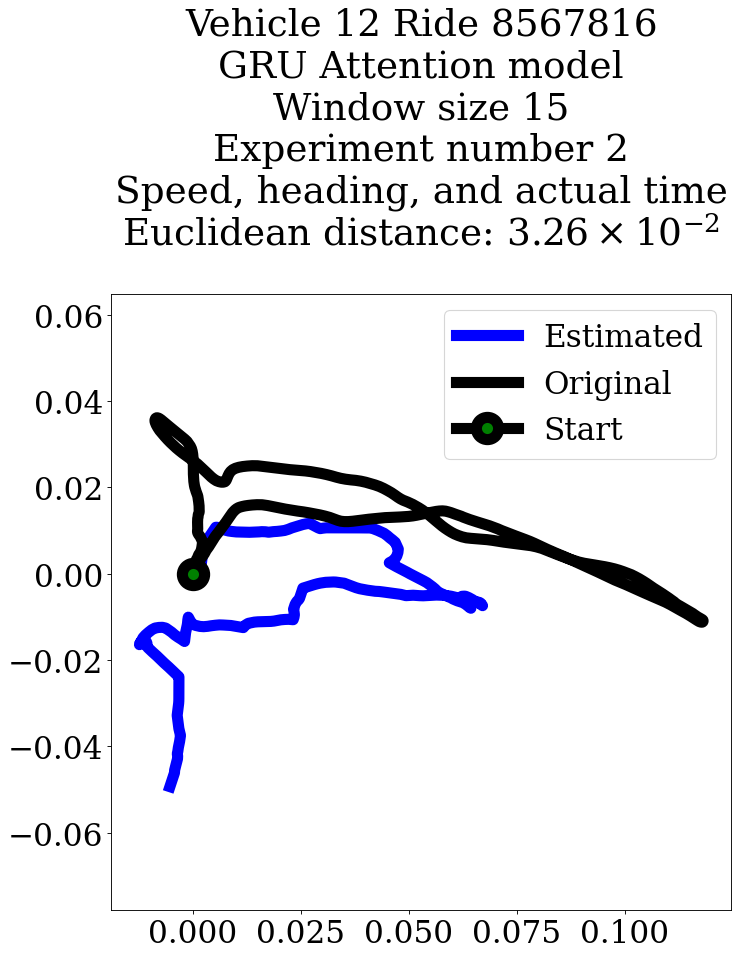 Vehicle 12 Ride 8567816
GRU Attention model
Window size 15
Experiment number 2
Speed, heading, and actual time
Euclidean distance: 3.26 × 10⁻²
Estimated
Original
Start
0.06
0.04
0.02
0.00
−0.02
−0.04
−0.06
0.000 0.025 0.050 0.075 0.100